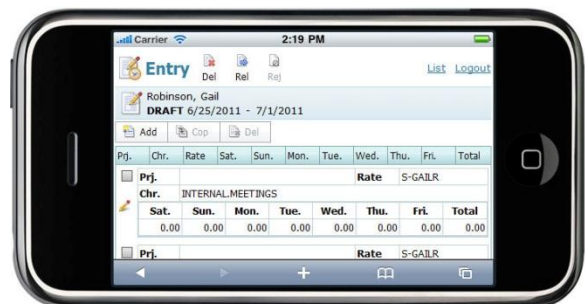 Carrier 2:19 PM
Entry Del Rel Rej List Logout
Robinson, Gail
DRAFT 6/25/2011 - 7/1/2011
Add Cop Del
Prj. Chr. Rate Sat. Sun. Mon. Tue. Wed. Thu. Fri. Total
Prj. Rate S-GAILR
Chr. INTERNAL.MEETINGS
Sat. Sun. Mon. Tue. Wed. Thu. Fri. Total
0.00 0.00 0.00 0.00 0.00 0.00 0.00 0.00
Prj. Rate S-GAILR